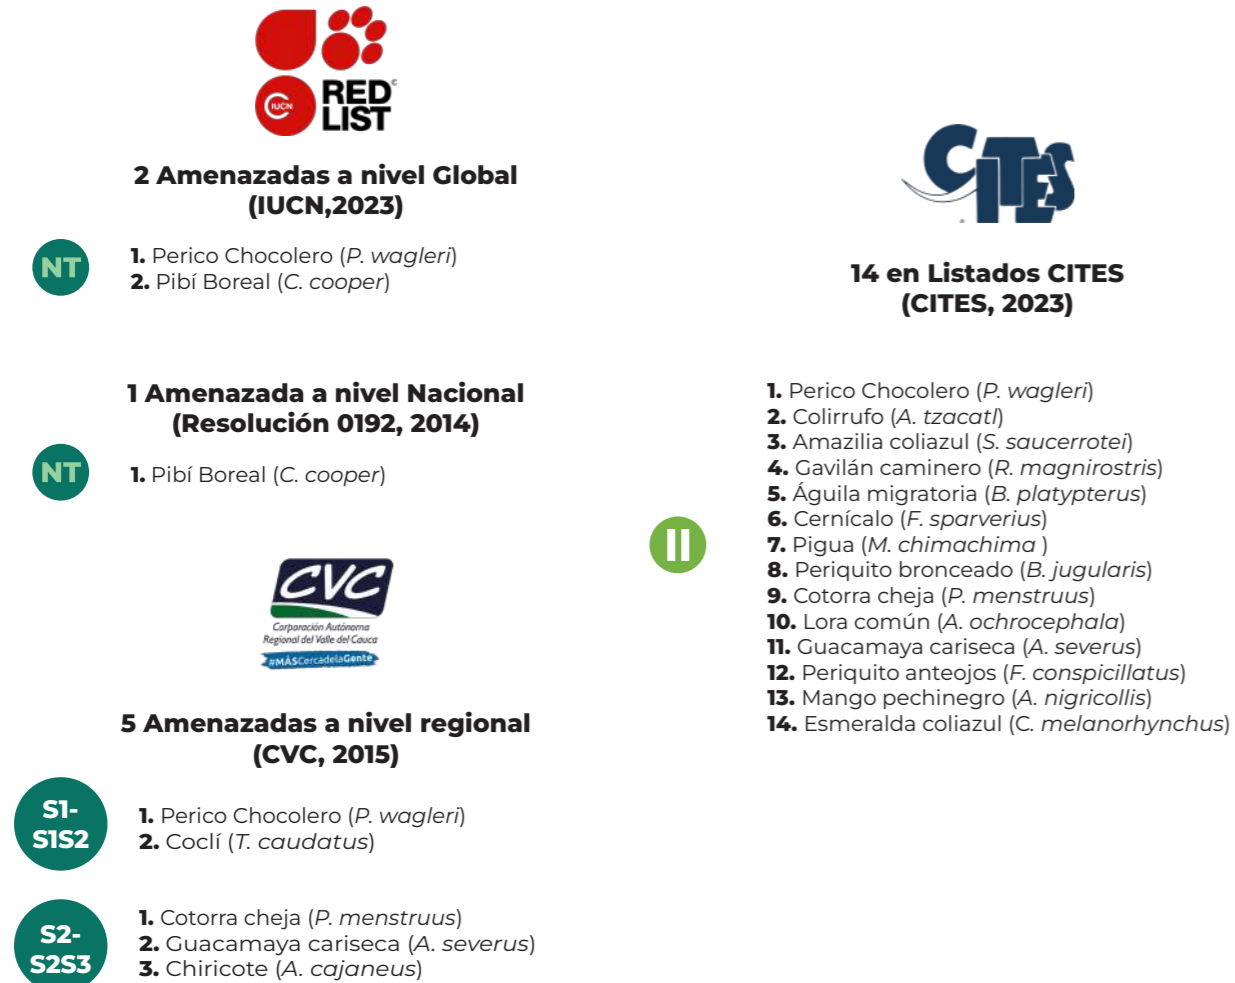 IUCN
RED
LIST
2 Amenazadas a nivel Global
(IUCN,2023)
NT
1. Perico Chocolero (P. wagleri)
2. Pibí Boreal (C. cooper)
1 Amenazada a nivel Nacional
(Resolución 0192, 2014)
NT
1. Pibí Boreal (C. cooper)
CVC
Corporación Autónoma
Regional del Valle del Cauca
#MÁSCercadelaGente
5 Amenazadas a nivel regional
(CVC, 2015)
S1-
S1S2
1. Perico Chocolero (P. wagleri)
2. Coclí (T. caudatus)
S2-
S2S3
1. Cotorra cheja (P. menstruus)
2. Guacamaya cariseca (A. severus)
3. Chiricote (A. cajaneus)
CITES
14 en Listados CITES
(CITES, 2023)
II
1. Perico Chocolero (P. wagleri)
2. Colirrufo (A. tzacatl)
3. Amazilia coliazul (S. saucerrotei)
4. Gavilán caminero (R. magnirostris)
5. Águila migratoria (B. platypterus)
6. Cernícalo (F. sparverius)
7. Pigua (M. chimachima )
8. Periquito bronceado (B. jugularis)
9. Cotorra cheja (P. menstruus)
10. Lora común (A. ochrocephala)
11. Guacamaya cariseca (A. severus)
12. Periquito anteojos (F. conspicillatus)
13. Mango pechinegro (A. nigricollis)
14. Esmeralda coliazul (C. melanorhynchus)